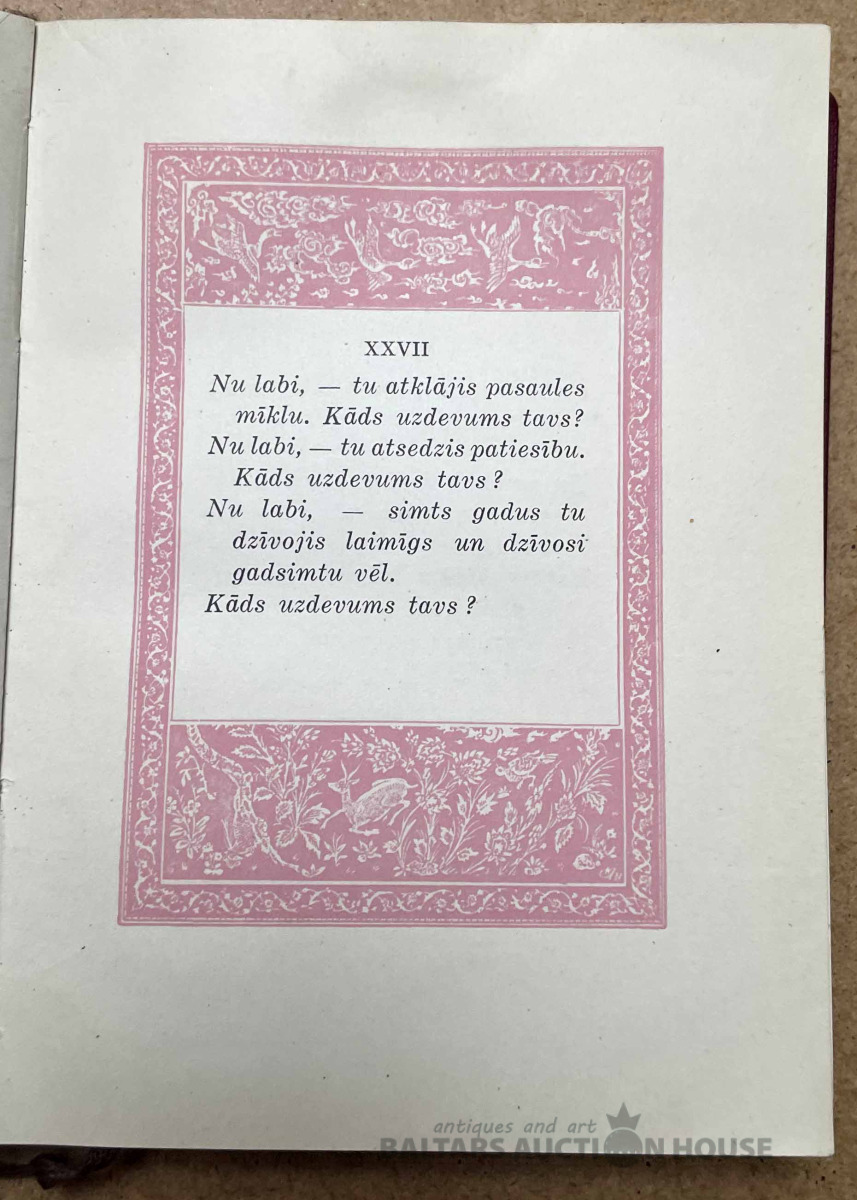 XXVII
Nu labi, — tu atklājis pasaules
mīklu. Kāds uzdevums tavs?
Nu labi, — tu atsedzis patiesību.
Kāds uzdevums tavs?
Nu labi, — simts gadus tu
dzīvojis laimīgs un dzīvosi
gadsimtu vēl.
Kāds uzdevums tavs?
antiques and art
BALTARS AUCTION HOUSE